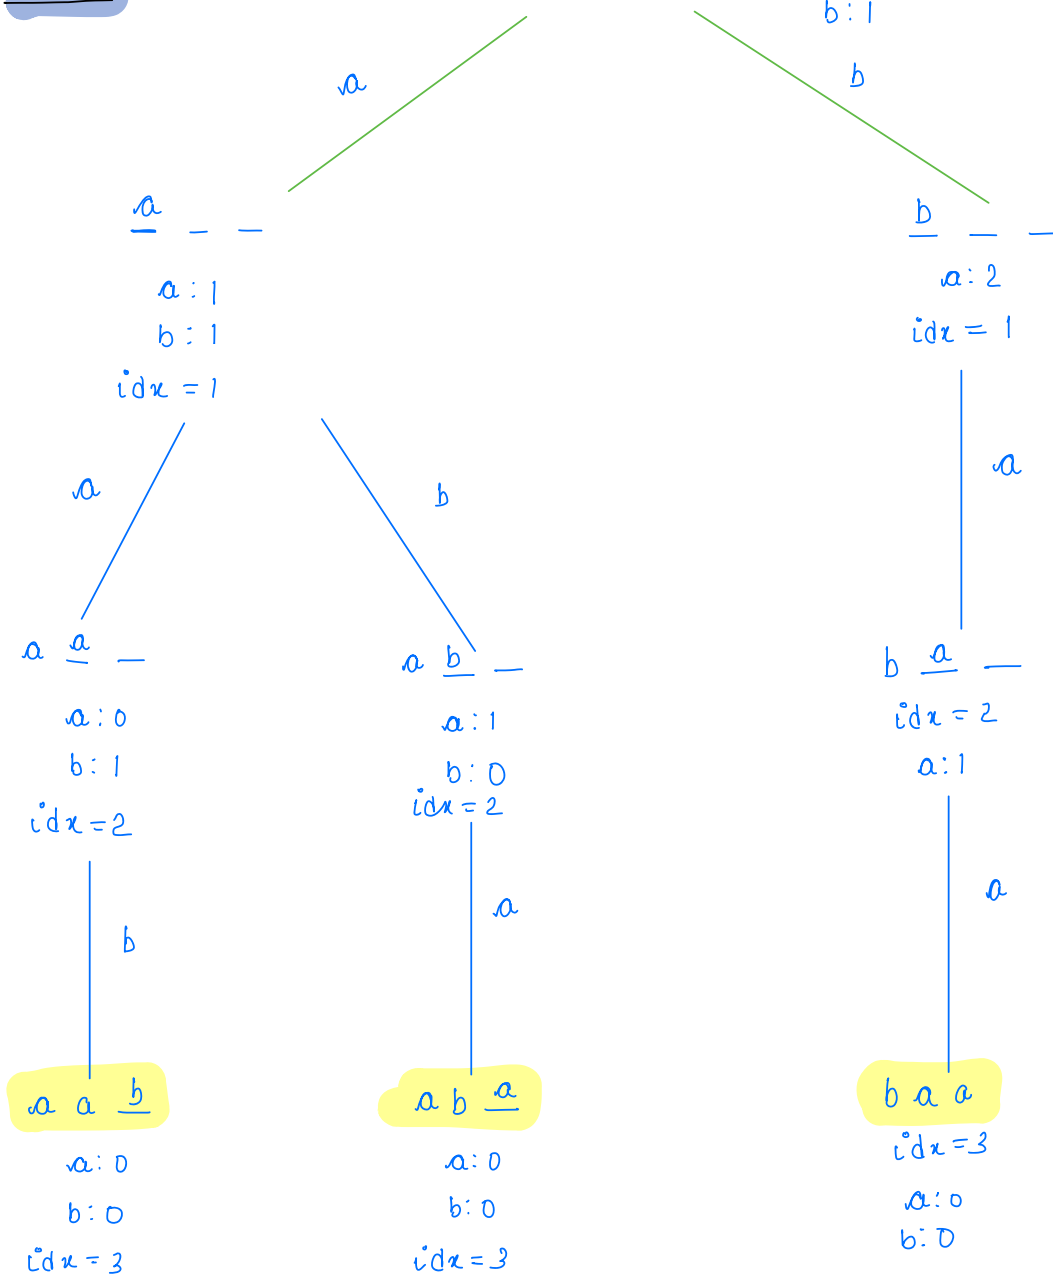 b : 1
a
b
a _ _
b _ _
a : 1
a : 2
b : 1
idx = 1
idx = 1
a
b
a
a a _
a b _
b a _
a : 0
a : 1
idx = 2
b : 1
b : 0
a : 1
idx = 2
idx = 2
b
a
a
a a b
a b a
b a a
a : 0
a : 0
idx = 3
b : 0
b : 0
a : 0
idx = 3
idx = 3
b : 0